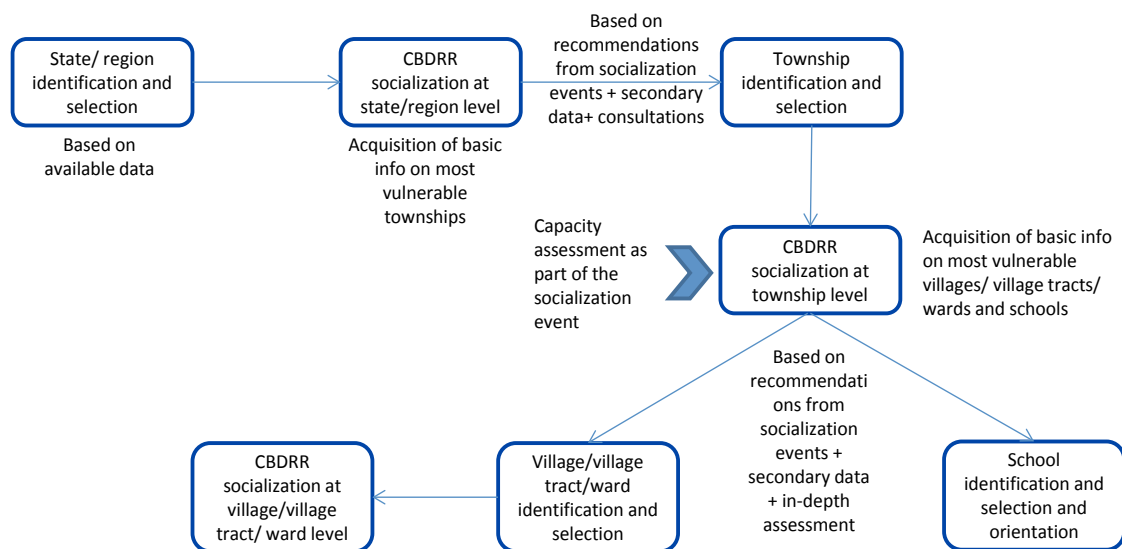 State/ region
identification and
selection
Based on
available data
CBDRR
socialization at
state/region level
Acquisition of basic
info on most
vulnerable
townships
Based on
recommendations
from socialization
events + secondary
data+ consultations
Township
identification and
selection
Capacity
assessment as
part of the
socialization
event
CBDRR
socialization at
township level
Acquisition of basic info
on most vulnerable
villages/ village tracts/
wards and schools
Based on
recommendati
ons from
socialization
events +
secondary data
+ in-depth
assessment
CBDRR
socialization at
village/village
tract/ ward level
Village/village
tract/ward
identification and
selection
School
identification and
selection and
orientation